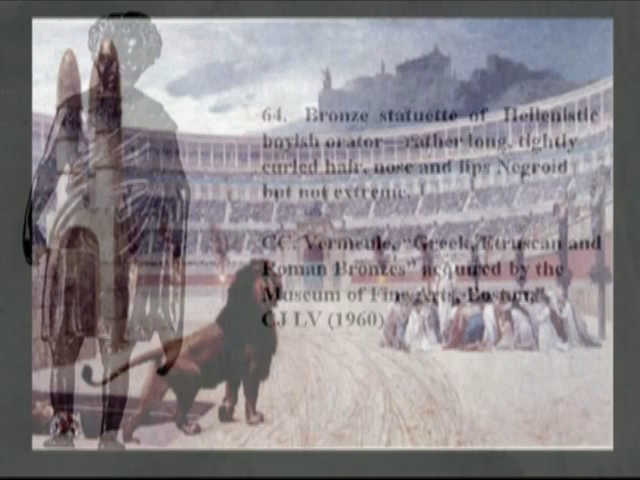 64. Bronze statuette of Hellenistic
boyish orator—rather long, tightly
curled hair, nose and lips Negroid
but not extreme.
CC. Vermeule, "Greek, Etruscan and
Roman Bronzes" acquired by the
Museum of Fine Arts, Boston,"
CJ LV (1960)